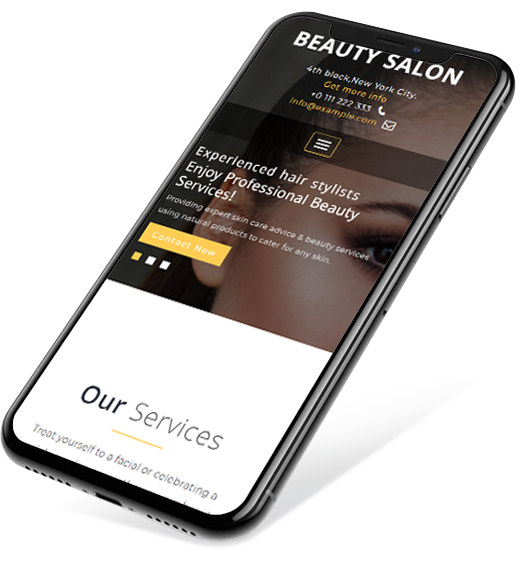 BEAUTY SALON
4th block,New York City.
Get more info
+0 111 222 333
info@example.com
Experienced hair stylists
Enjoy Professional Beauty
Services!
Providing expert skin care advice & beauty services
using natural products to cater for any skin.
Contact Now
Our Services
Treat yourself to a facial or celebrating a